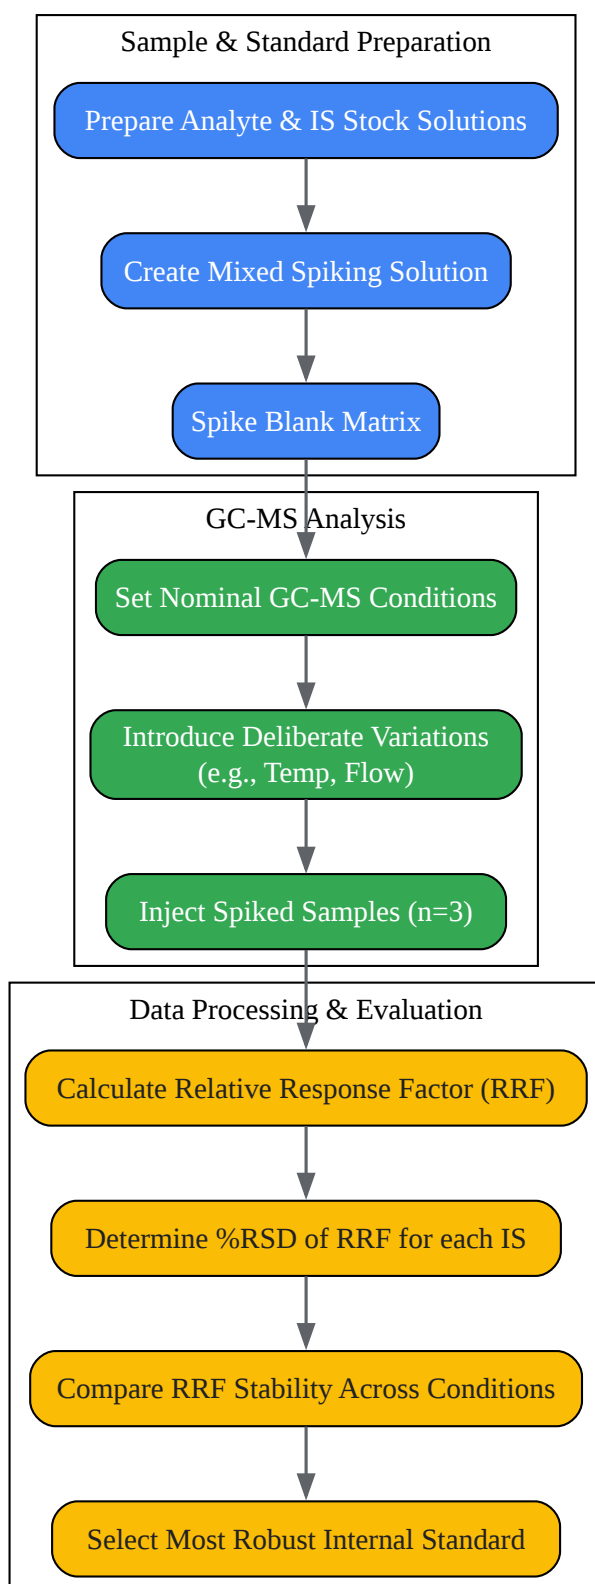 Sample & Standard Preparation
Prepare Analyte & IS Stock Solutions
Create Mixed Spiking Solution
Spike Blank Matrix
GC-MS Analysis
Set Nominal GC-MS Conditions
Introduce Deliberate Variations
(e.g., Temp, Flow)
Inject Spiked Samples (n=3)
Data Processing & Evaluation
Calculate Relative Response Factor (RRF)
Determine %RSD of RRF for each IS
Compare RRF Stability Across Conditions
Select Most Robust Internal Standard